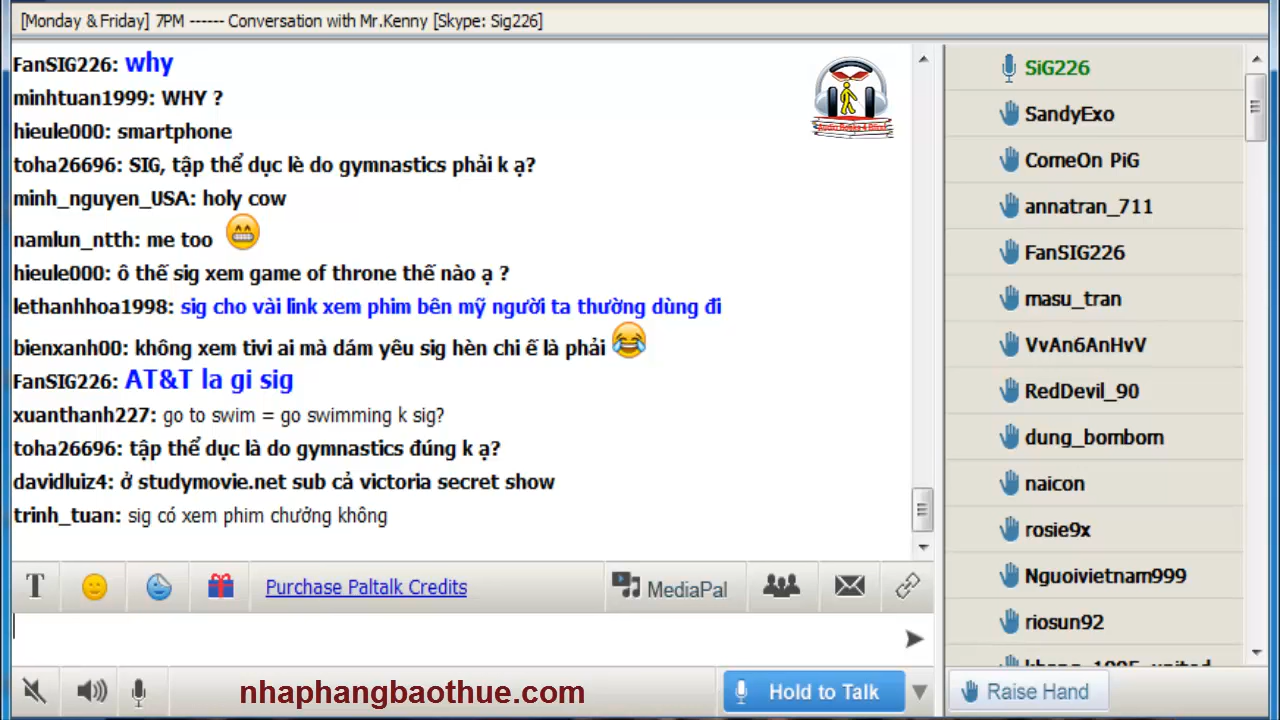 [Monday & Friday] 7PM ------ Conversation with Mr.Kenny [Skype: Sig226]
FanSIG226: why
minhtuan1999: WHY ?
hieule000: smartphone
toha26696: SIG, tập thể dục lè do gymnastics phải k ạ?
minh_nguyen_USA: holy cow
namlun_ntth: me too
hieule000: ô thế sig xem game of throne thế nào ạ ?
lethanhhoa1998: sig cho vài link xem phim bên mỹ người ta thường dùng đi
bienxanh00: không xem tivi ai mà dám yêu sig hèn chi ế là phải
FanSIG226: AT&T la gi sig
xuanthanh227: go to swim = go swimming k sig?
toha26696: tập thể dục là do gymnastics đúng k ạ?
davidluiz4: ở studymovie.net sub cả victoria secret show
trinh_tuan: sig có xem phim chưởng không
SiG226
SandyExo
ComeOn PiG
annatran_711
FanSIG226
masu_tran
VvAn6AnHvV
RedDevil_90
dung_bomborn
naicon
rosie9x
Nguoivietnam999
riosun92
T
Purchase Paltalk Credits
MediaPal
nhaphangbaothue.com
Hold to Talk
Raise Hand